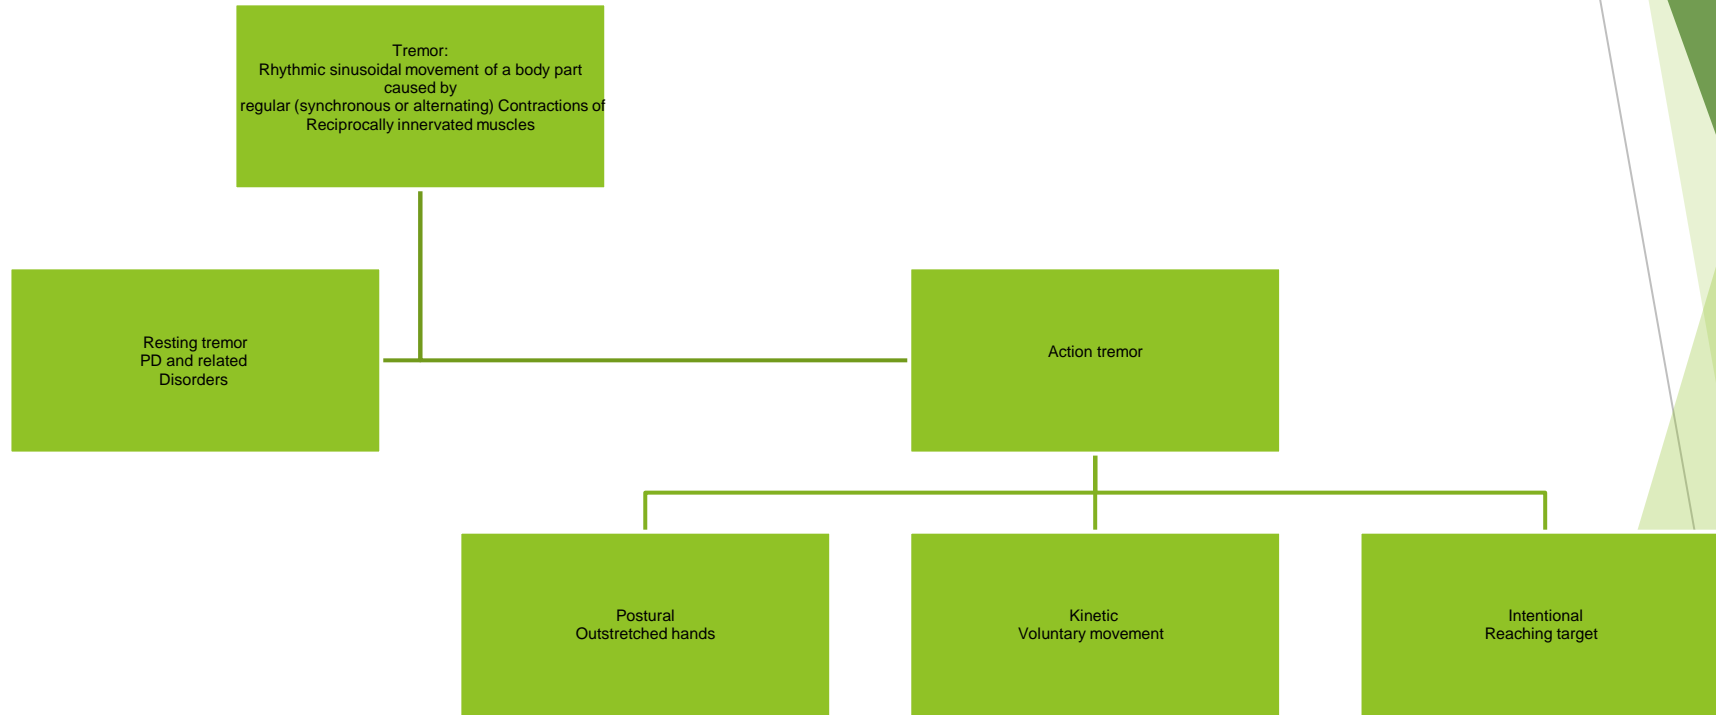 Tremor:
Rhythmic sinusoidal movement of a body part
caused by
regular (synchronous or alternating) Contractions of
Reciprocally innervated muscles
Resting tremor
PD and related
Disorders
Action tremor
Postural
Outstretched hands
Kinetic
Voluntary movement
Intentional
Reaching target